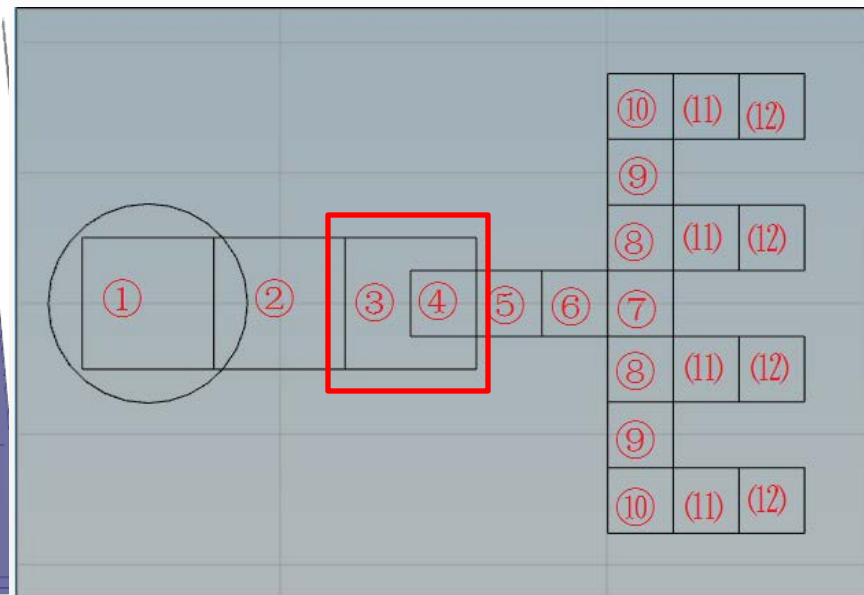 ⑩ (11) (12)
⑨
⑧ (11) (12)
① ② ③ ④ ⑤ ⑥ ⑦
⑧ (11) (12)
⑨
⑩ (11) (12)